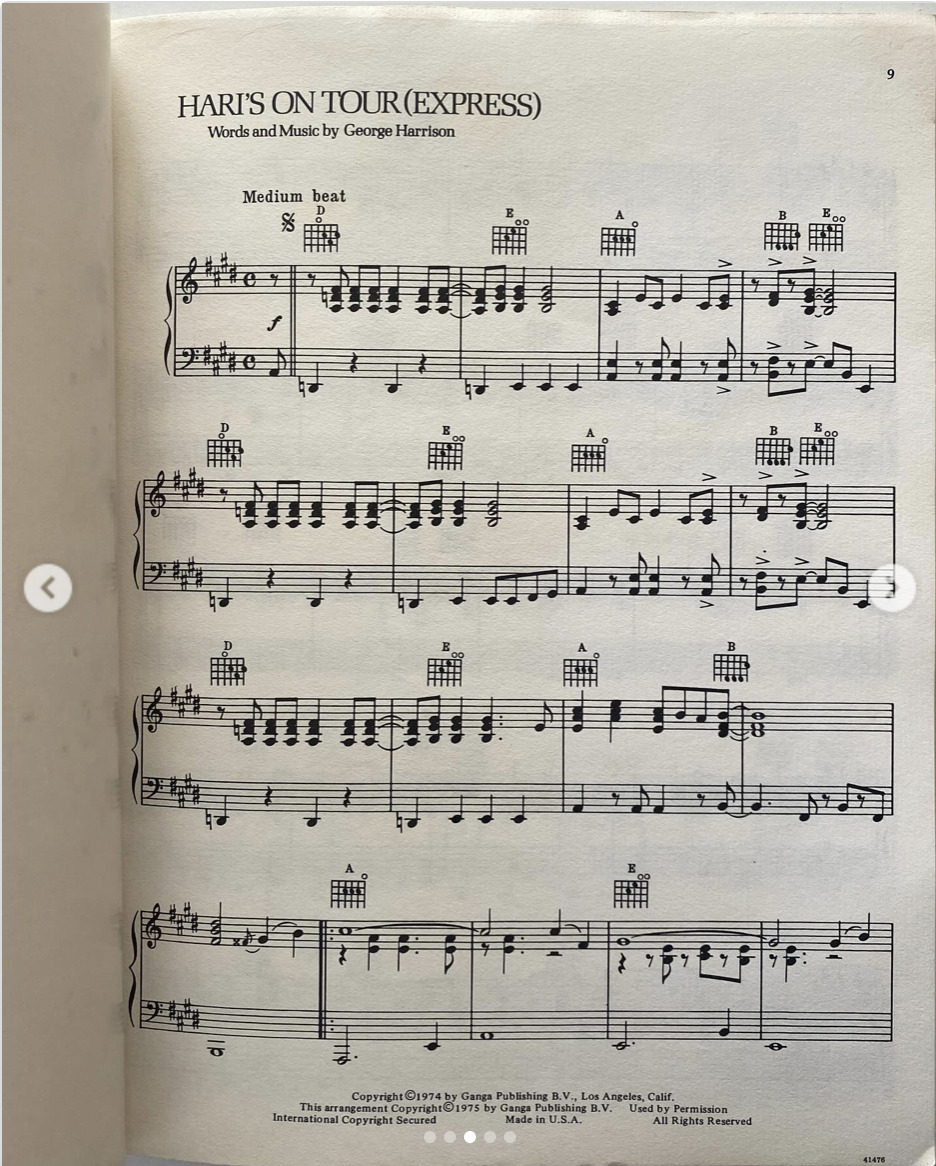 9
HARI'S ON TOUR (EXPRESS)
Words and Music by George Harrison
Medium beat
D E A B E
f
D E A B E
D E A B
A E
Copyright ©1974 by Ganga Publishing B.V., Los Angeles, Calif.
This arrangement Copyright ©1975 by Ganga Publishing B.V. Used by Permission
International Copyright Secured Made in U.S.A. All Rights Reserved
41476